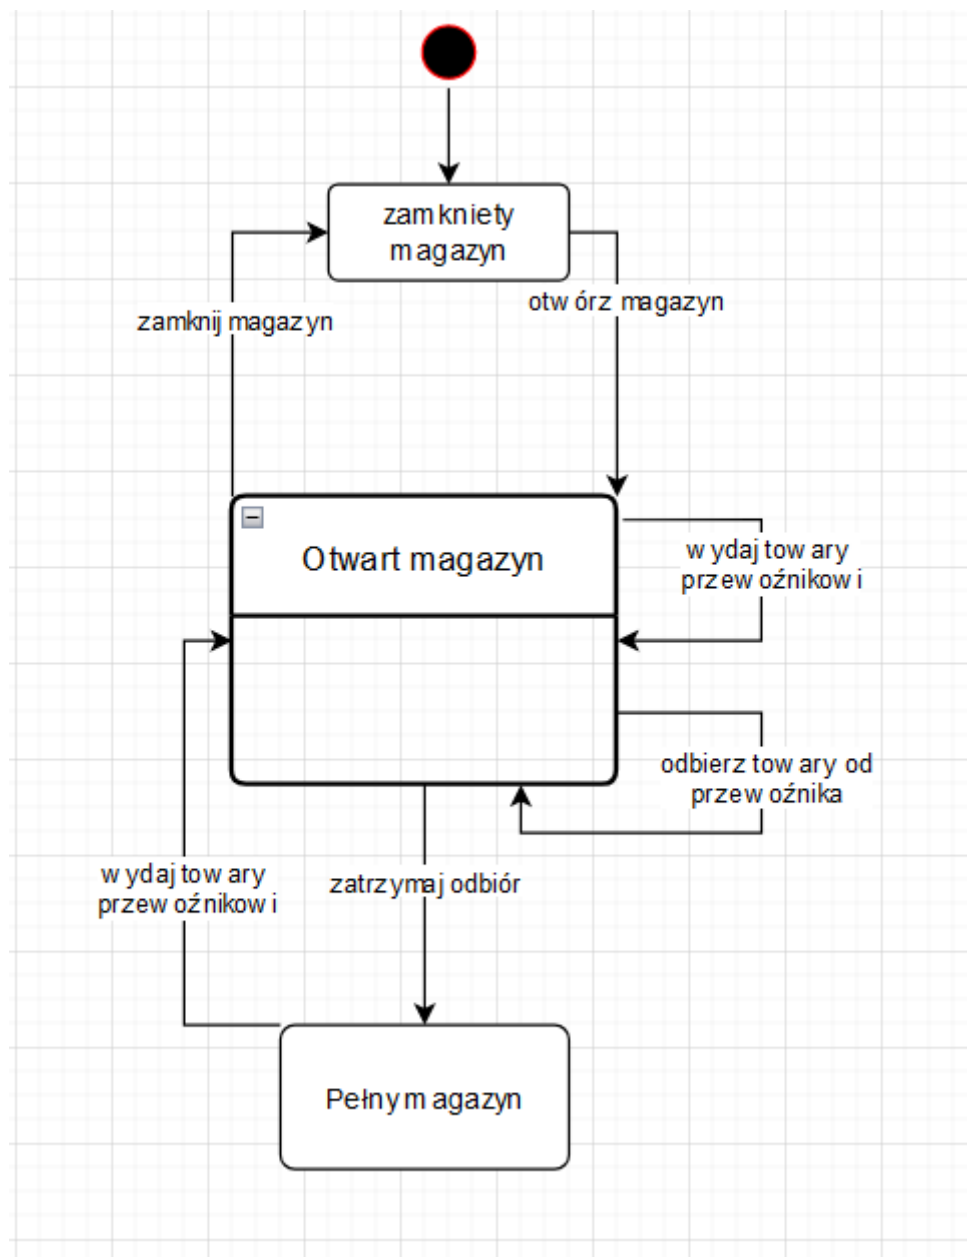 zamkniety
magazyn
otwórz magazyn
zamknij magazyn
Otwart magazyn
wydaj towary
przewoźnikowi
odbierz towary od
przewoźnika
wydaj towary
przewoźnikowi
zatrzymaj odbiór
Pełny magazyn